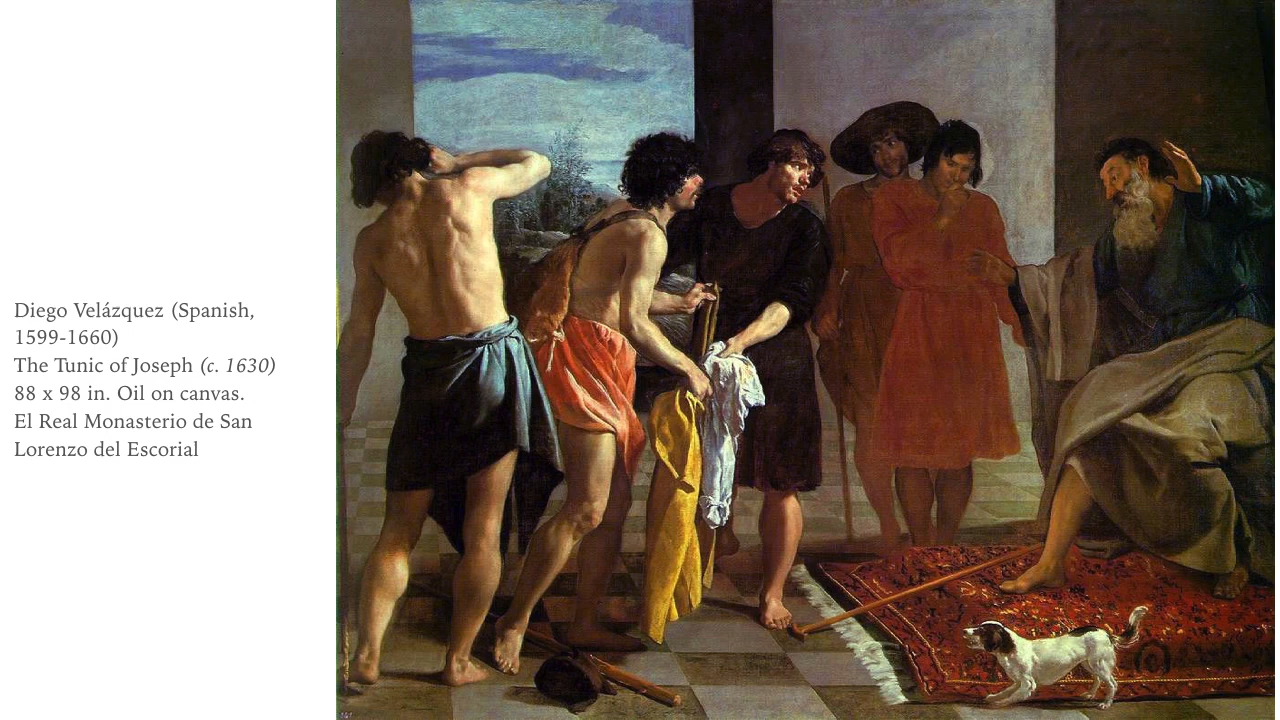 Diego Velázquez (Spanish,
1599-1660)
The Tunic of Joseph (c. 1630)
88 x 98 in. Oil on canvas.
El Real Monasterio de San
Lorenzo del Escorial